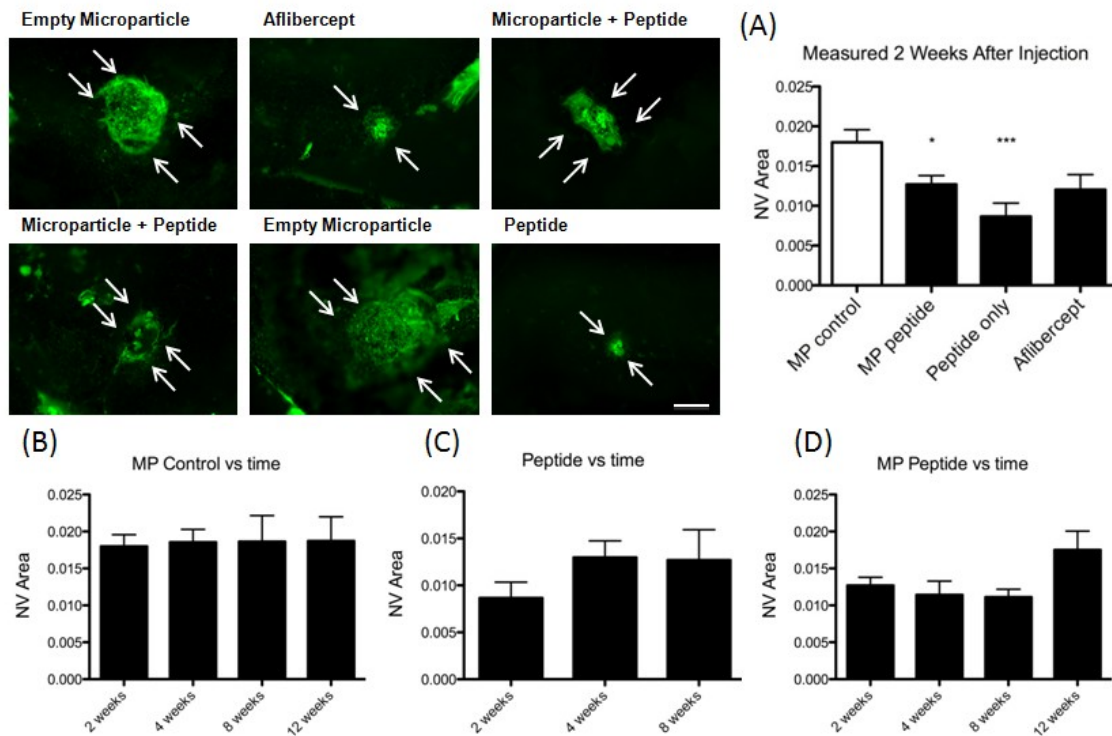 Empty Microparticle
Aflibercept
Microparticle + Peptide
Microparticle + Peptide
Empty Microparticle
Peptide
(A)
Measured 2 Weeks After Injection
NV Area
0.025
0.020
0.015
0.010
0.005
0.000
*
***
MP control
MP peptide
Peptide only
Aflibercept
(B)
MP Control vs time
NV Area
0.025
0.020
0.015
0.010
0.005
0.000
2 weeks
4 weeks
8 weeks
12 weeks
(C)
Peptide vs time
NV Area
0.020
0.015
0.010
0.005
0.000
2 weeks
4 weeks
8 weeks
(D)
MP Peptide vs time
NV Area
0.025
0.020
0.015
0.010
0.005
0.000
2 weeks
4 weeks
8 weeks
12 weeks